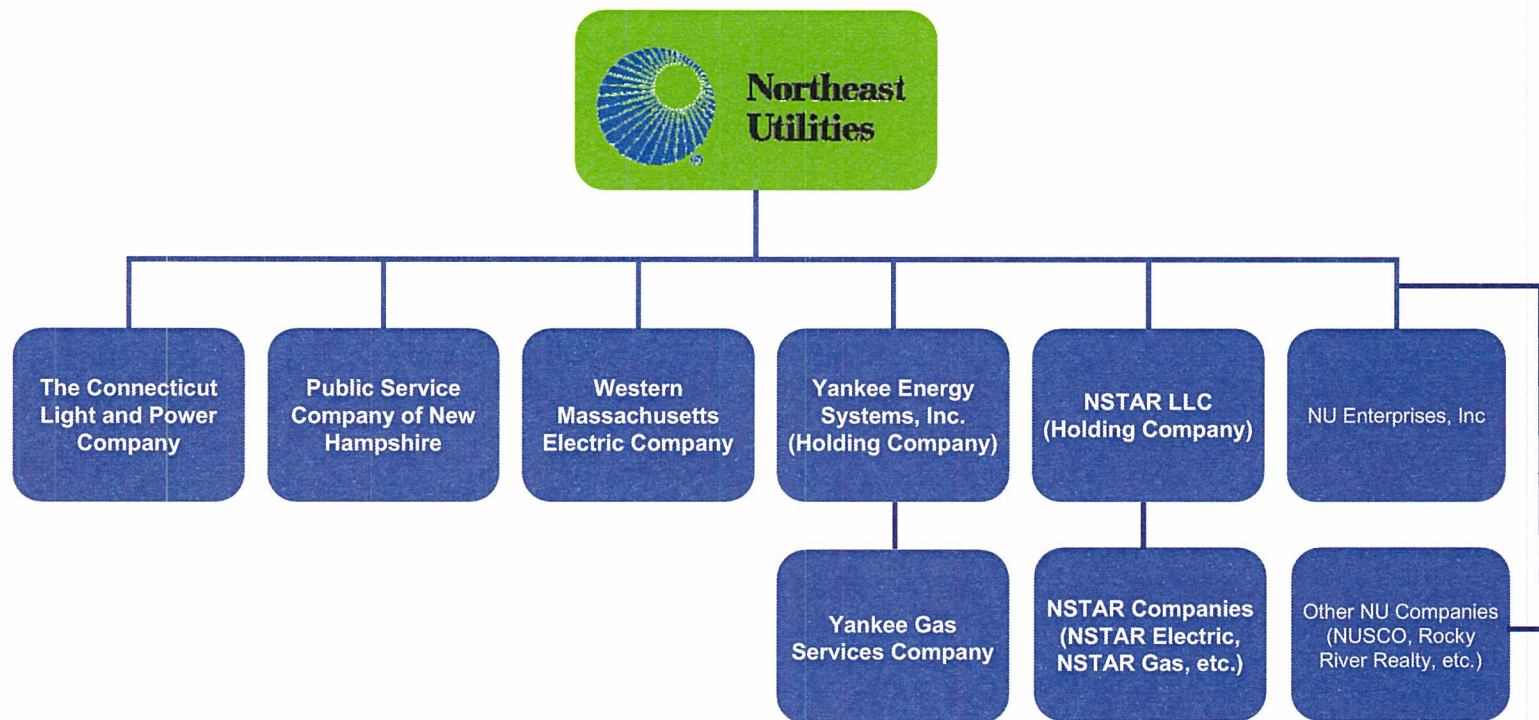 Northeast
Utilities
®
The Connecticut
Light and Power
Company
Public Service
Company of New
Hampshire
Western
Massachusetts
Electric Company
Yankee Energy
Systems, Inc.
(Holding Company)
NSTAR LLC
(Holding Company)
NU Enterprises, Inc
Yankee Gas
Services Company
NSTAR Companies
(NSTAR Electric,
NSTAR Gas, etc.)
Other NU Companies
(NUSCO, Rocky
River Realty, etc.)